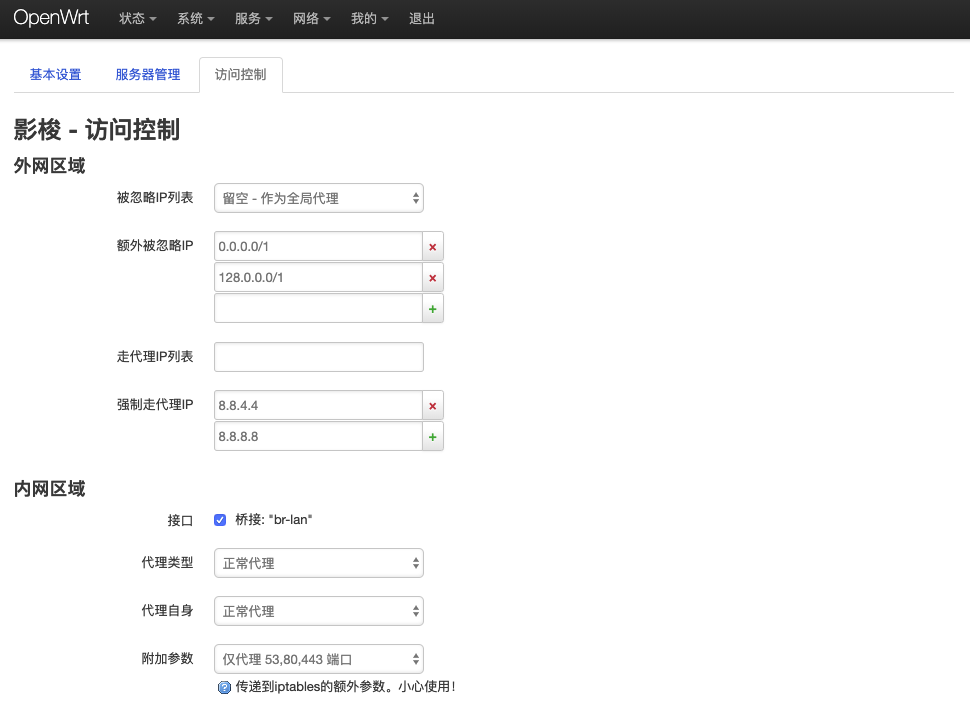 OpenWrt 状态 系统 服务 网络 我的 退出
基本设置 服务器管理 访问控制
影梭 - 访问控制
外网区域
被忽略IP列表 留空 - 作为全局代理
额外被忽略IP 0.0.0.0/1
128.0.0.0/1
走代理IP列表
强制走代理IP 8.8.4.4
8.8.8.8
内网区域
接口 桥接: "br-lan"
代理类型 正常代理
代理自身 正常代理
附加参数 仅代理 53,80,443 端口
传递到iptables的额外参数。小心使用！